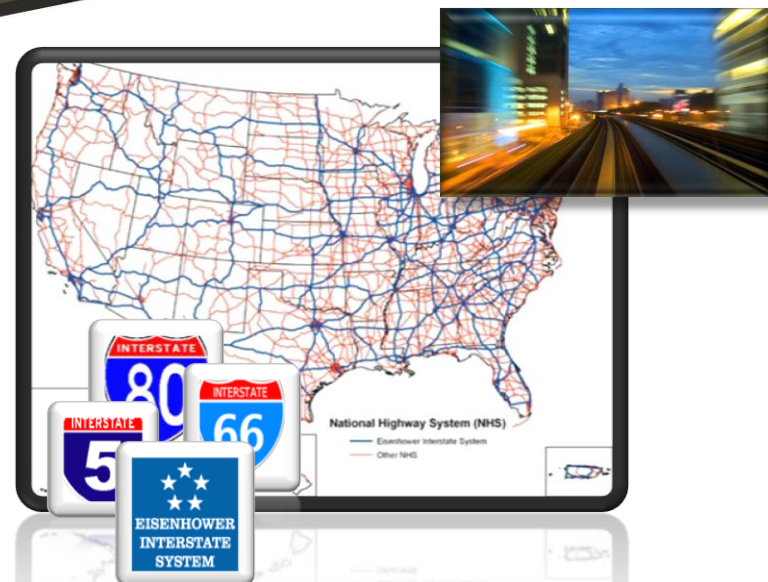 National Highway System (NHS)
Eisenhower Interstate System
Other NHS
INTERSTATE
80
INTERSTATE
66
INTERSTATE
5
EISENHOWER
INTERSTATE
SYSTEM